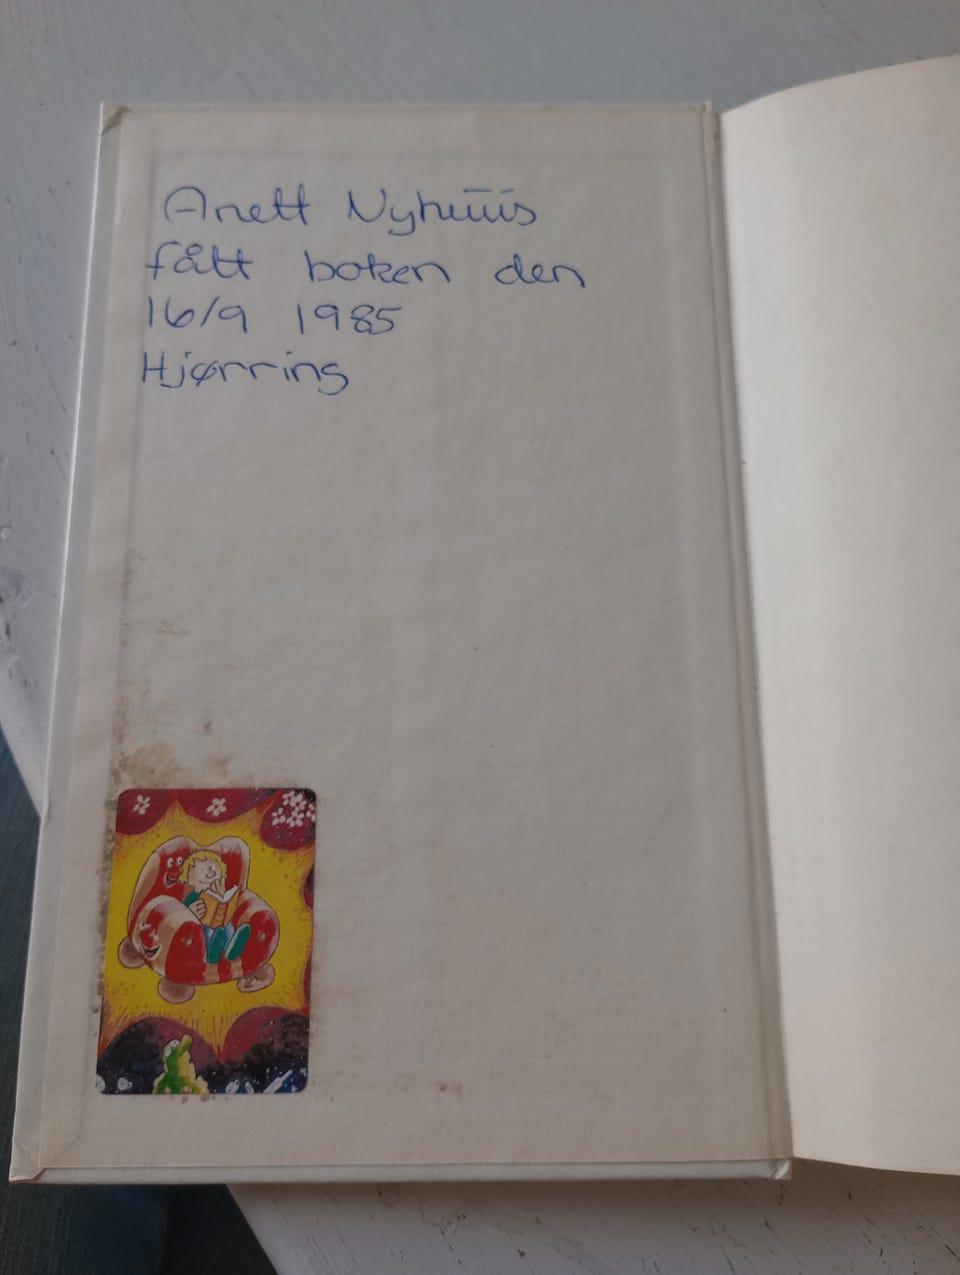 Anett Nyhuus
fått boken den
16/9 1985
Hjørring